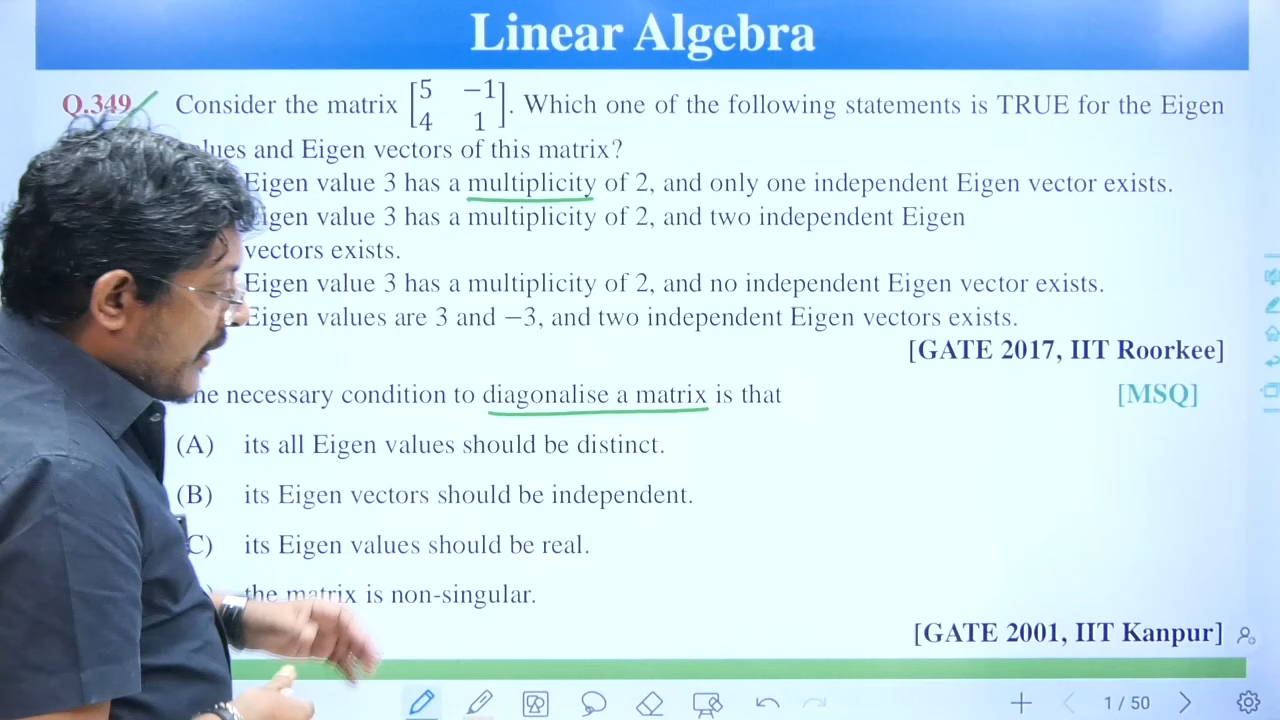 Linear Algebra
Q.349 Consider the matrix [5 −1
4 1]. Which one of the following statements is TRUE for the Eigen
and Eigen vectors of this matrix?
Eigen value 3 has a multiplicity of 2, and only one independent Eigen vector exists.
Eigen value 3 has a multiplicity of 2, and two independent Eigen
vectors exists.
Eigen value 3 has a multiplicity of 2, and no independent Eigen vector exists.
Eigen values are 3 and −3, and two independent Eigen vectors exists.
[GATE 2017, IIT Roorkee]
necessary condition to diagonalise a matrix is that [MSQ]
(A) its all Eigen values should be distinct.
(B) its Eigen vectors should be independent.
C) its Eigen values should be real.
) the matrix is non-singular.
[GATE 2001, IIT Kanpur]
1 / 50